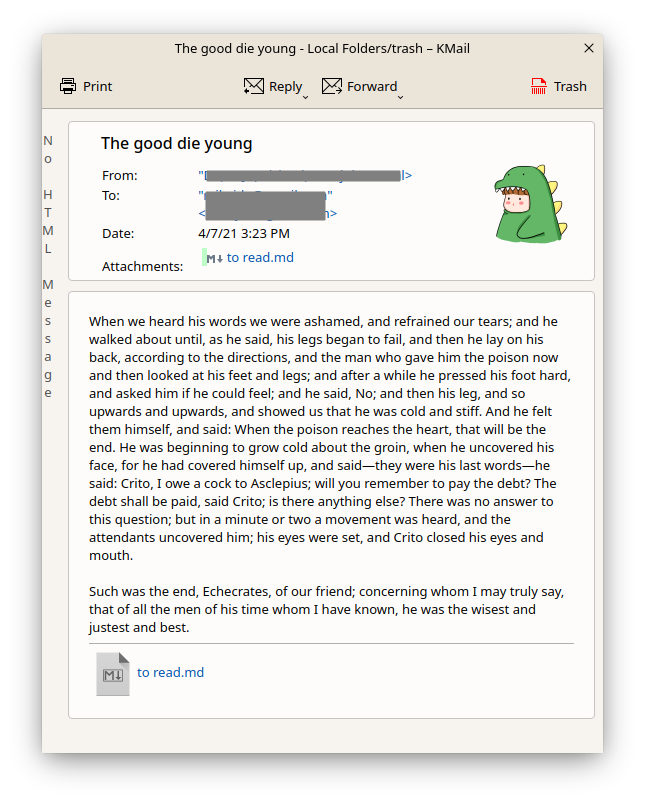 The good die young - Local Folders/trash – KMail
Print
Reply
Forward
Trash
No HTML Message
The good die young
From:
To:
Date: 4/7/21 3:23 PM
Attachments: to read.md
When we heard his words we were ashamed, and refrained our tears; and he
walked about until, as he said, his legs began to fail, and then he lay on his
back, according to the directions, and the man who gave him the poison now
and then looked at his feet and legs; and after a while he pressed his foot hard,
and asked him if he could feel; and he said, No; and then his leg, and so
upwards and upwards, and showed us that he was cold and stiff. And he felt
them himself, and said: When the poison reaches the heart, that will be the
end. He was beginning to grow cold about the groin, when he uncovered his
face, for he had covered himself up, and said—they were his last words—he
said: Crito, I owe a cock to Asclepius; will you remember to pay the debt? The
debt shall be paid, said Crito; is there anything else? There was no answer to
this question; but in a minute or two a movement was heard, and the
attendants uncovered him; his eyes were set, and Crito closed his eyes and
mouth.
Such was the end, Echecrates, of our friend; concerning whom I may truly say,
that of all the men of his time whom I have known, he was the wisest and
justest and best.
to read.md